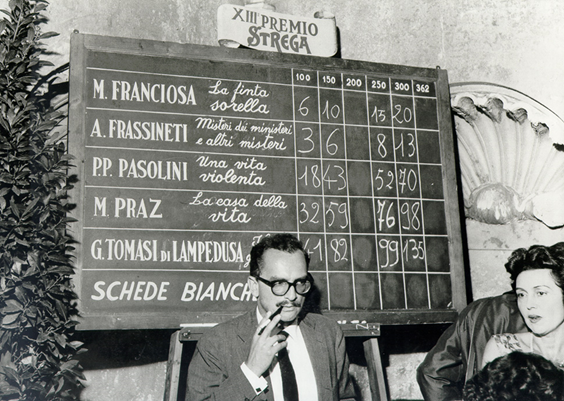 XIII PREMIO
STREGA
100 150 200 250 300 362
M. FRANCIOSA La finta sorella 6 10 15 20
A. FRASSINETI Misteri dei ministeri e altri misteri 3 6 8 13
P.P. PASOLINI Una vita violenta 18 43 52 70
M. PRAZ La casa della vita 32 59 76 98
G. TOMASI DI LAMPEDUSA 41 82 99 135
SCHEDE BIANCHE